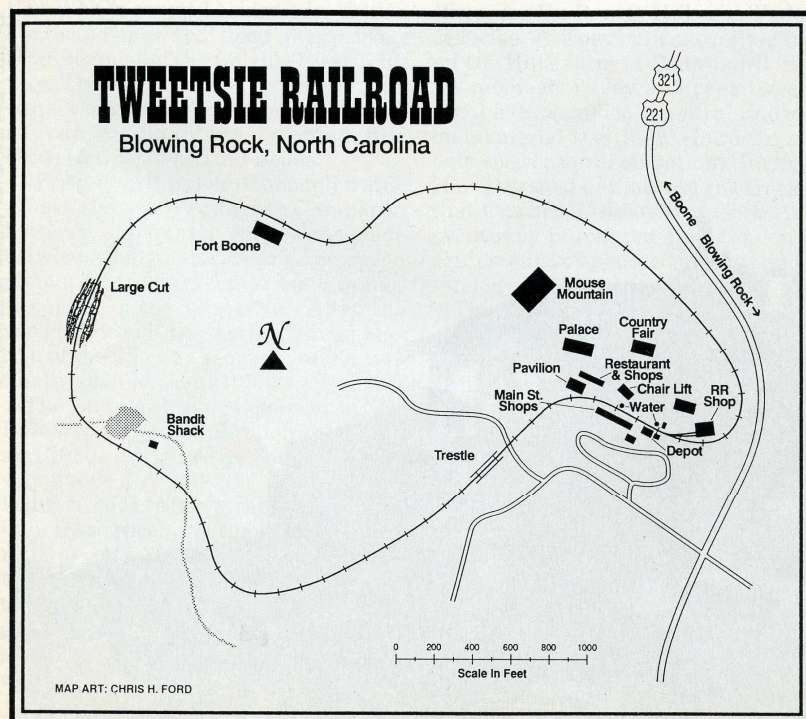 TWEETSIE RAILROAD
Blowing Rock, North Carolina
321
221
← Boone Blowing Rock →
Fort Boone
Large Cut
N
Mouse
Mountain
Palace
Country
Fair
Pavilion
Restaurant
& Shops
Chair Lift
Main St.
Shops
Water
RR
Shop
Depot
Bandit
Shack
Trestle
0 200 400 600 800 1000
Scale in Feet
MAP ART: CHRIS H. FORD